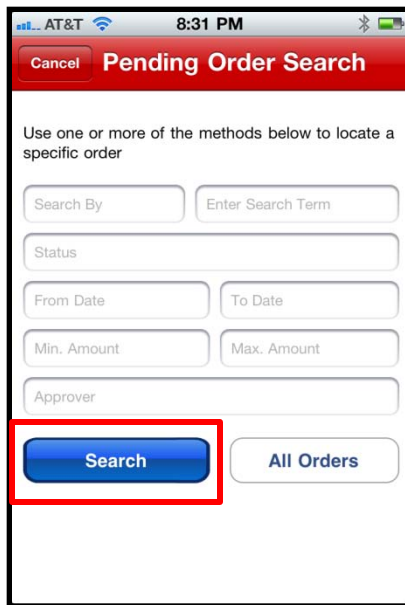 AT&T 8:31 PM
Cancel Pending Order Search
Use one or more of the methods below to locate a
specific order
Search By Enter Search Term
Status
From Date To Date
Min. Amount Max. Amount
Approver
Search All Orders